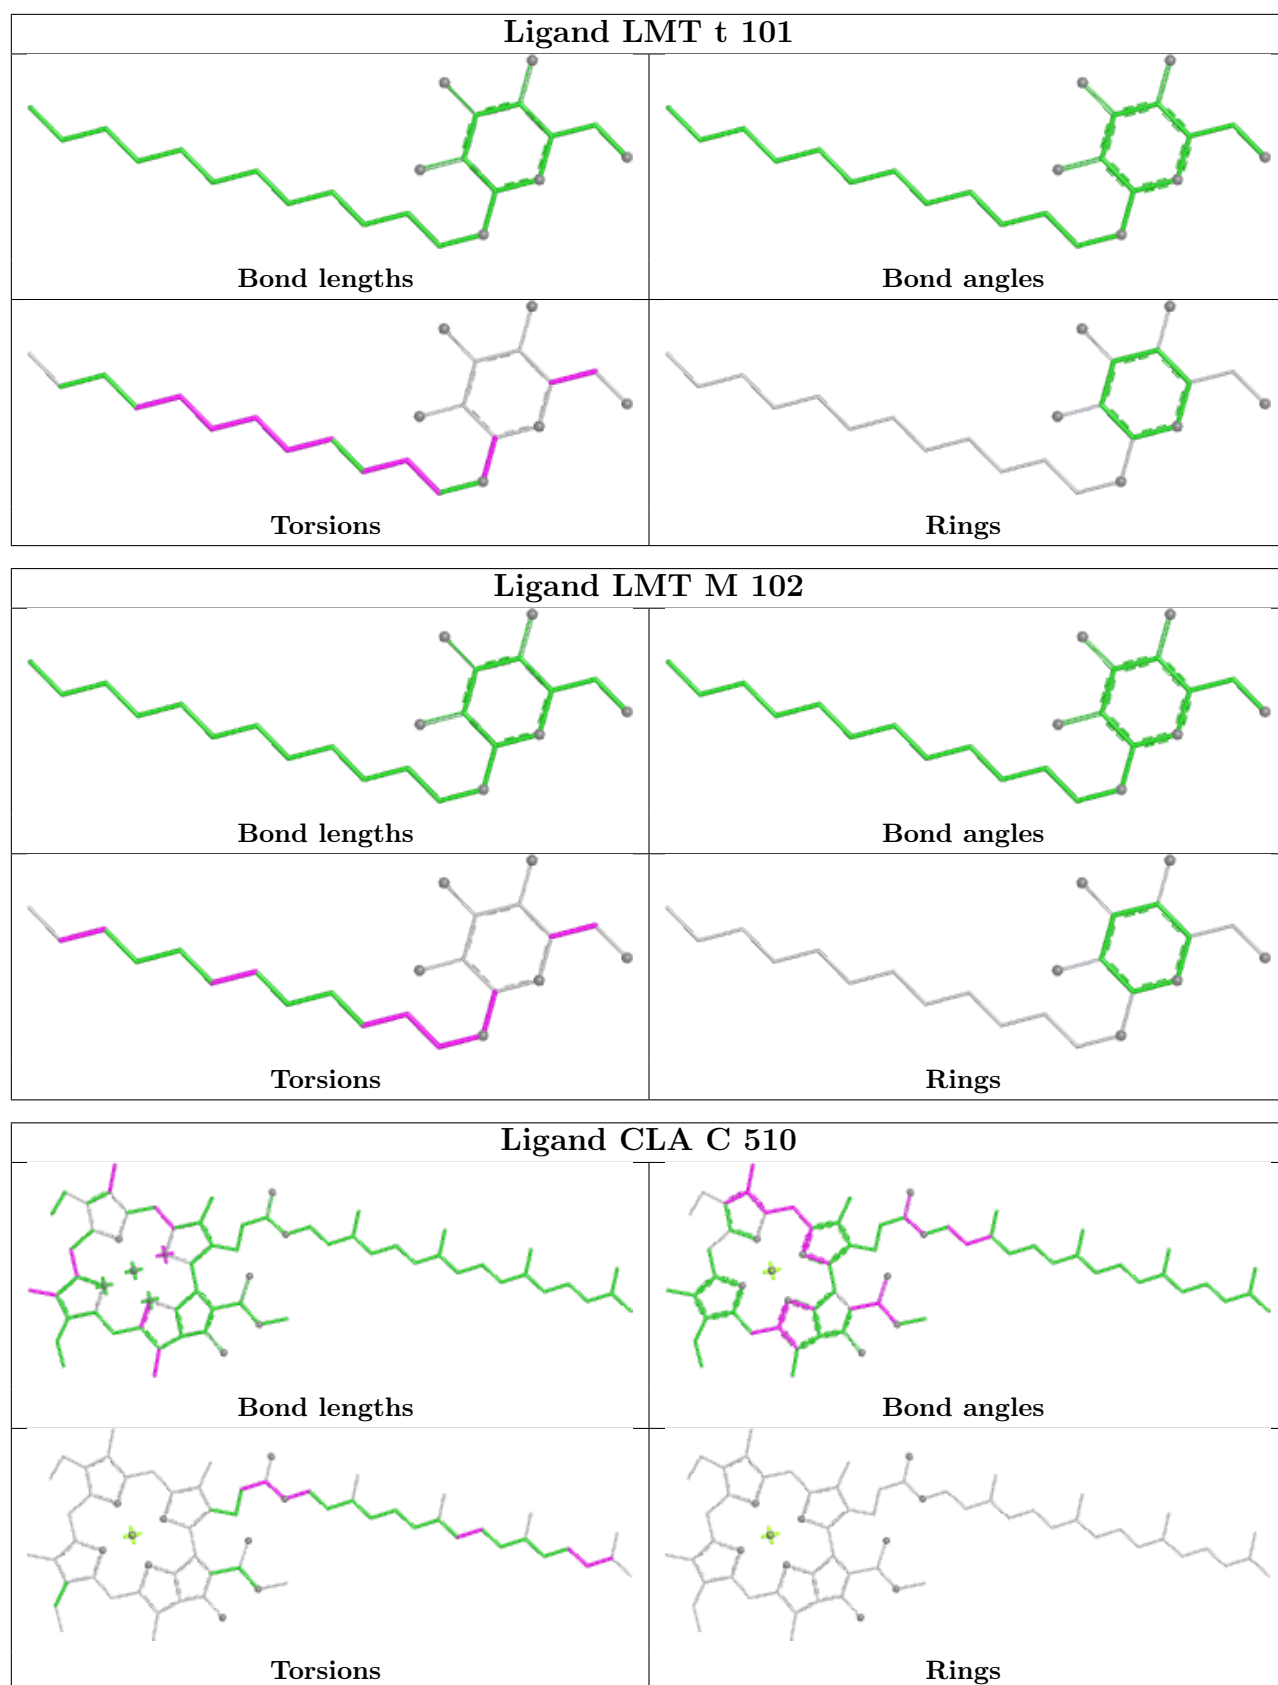 Ligand LMT t 101
Bond lengths
Bond angles
Torsions
Rings
Ligand LMT M 102
Bond lengths
Bond angles
Torsions
Rings
Ligand CLA C 510
Bond lengths
Bond angles
Torsions
Rings